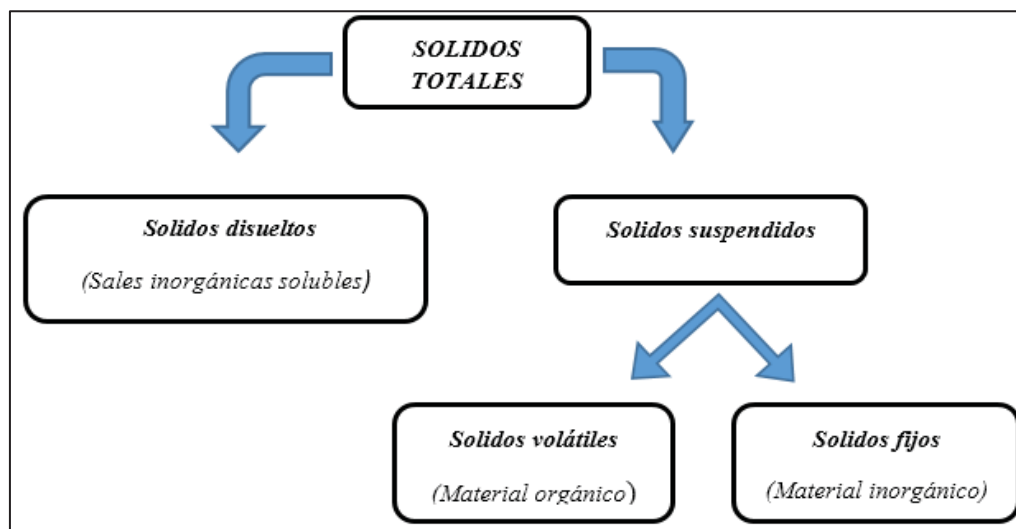 SOLIDOS
TOTALES
Solidos disueltos
(Sales inorgánicas solubles)
Solidos suspendidos
Solidos volátiles
(Material orgánico)
Solidos fijos
(Material inorgánico)